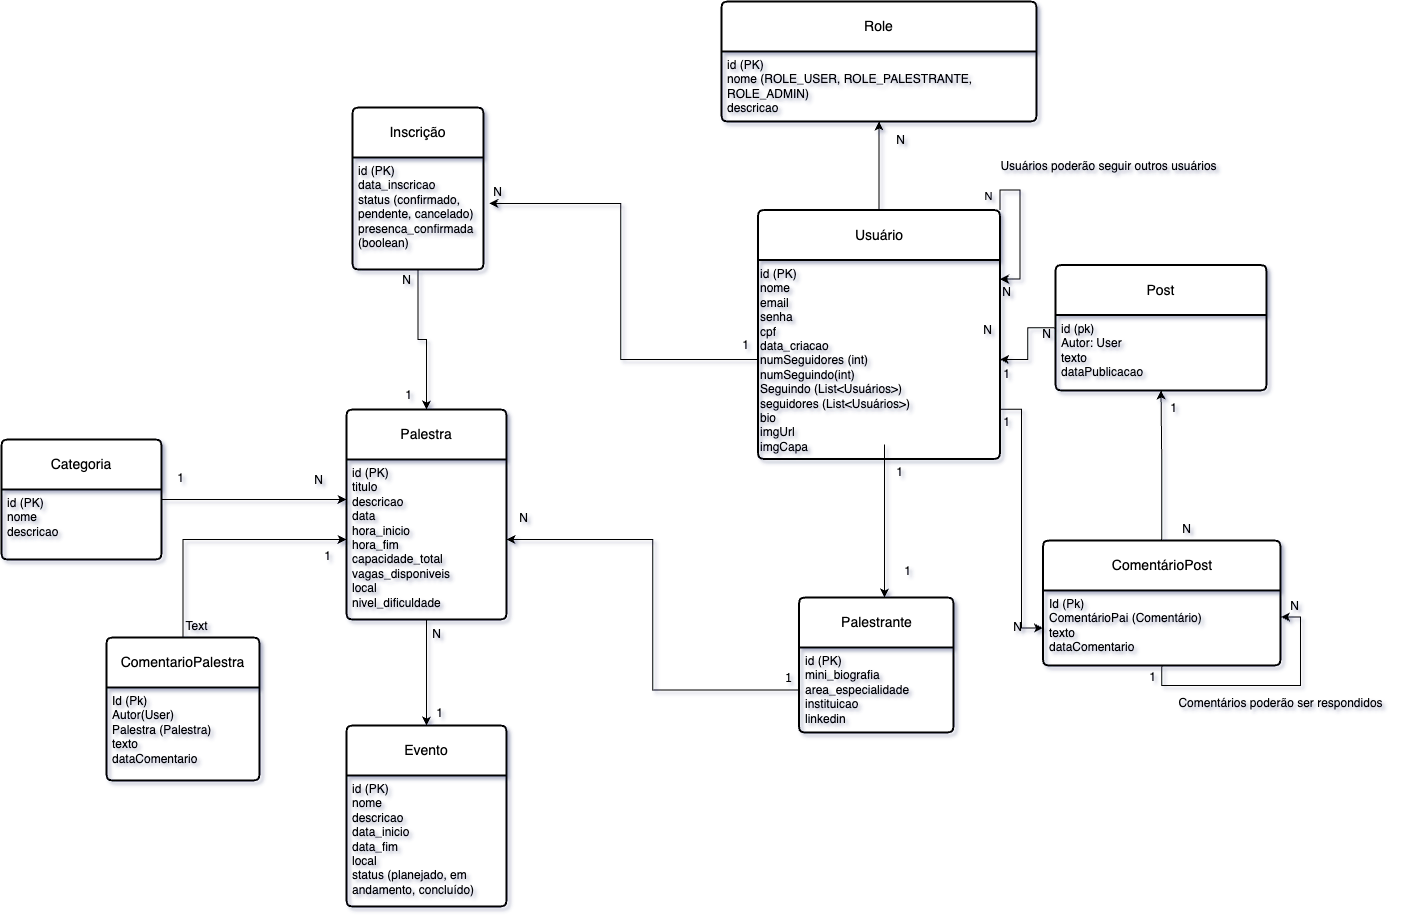 Role
id (PK)
nome (ROLE_USER, ROLE_PALESTRANTE,
ROLE_ADMIN)
descricao
N
Inscrição
id (PK)
data_inscricao
status (confirmado,
pendente, cancelado)
presenca_confirmada
(boolean)
N
N
Usuários poderão seguir outros usuários
N
N
Usuário
id (PK)
nome
email
senha
cpf
data_criacao
numSeguidores (int)
numSeguindo(int)
Seguindo (List<Usuários>)
seguidores (List<Usuários>)
bio
imgUrl
imgCapa
1
N
1
1
1
Post
id (pk)
Autor: User
texto
dataPublicacao
N
1
N
1
Palestra
id (PK)
titulo
descricao
data
hora_inicio
hora_fim
capacidade_total
vagas_disponiveis
local
nivel_dificuldade
N
Categoria
id (PK)
nome
descricao
1
N
1
Text
ComentarioPalestra
Id (Pk)
Autor(User)
Palestra (Palestra)
texto
dataComentario
N
1
1
Palestrante
id (PK)
mini_biografia
area_especialidade
instituicao
linkedin
1
ComentárioPost
Id (Pk)
ComentárioPai (Comentário)
texto
dataComentario
N
N
1
Comentários poderão ser respondidos
1
Evento
id (PK)
nome
descricao
data_inicio
data_fim
local
status (planejado, em
andamento, concluído)